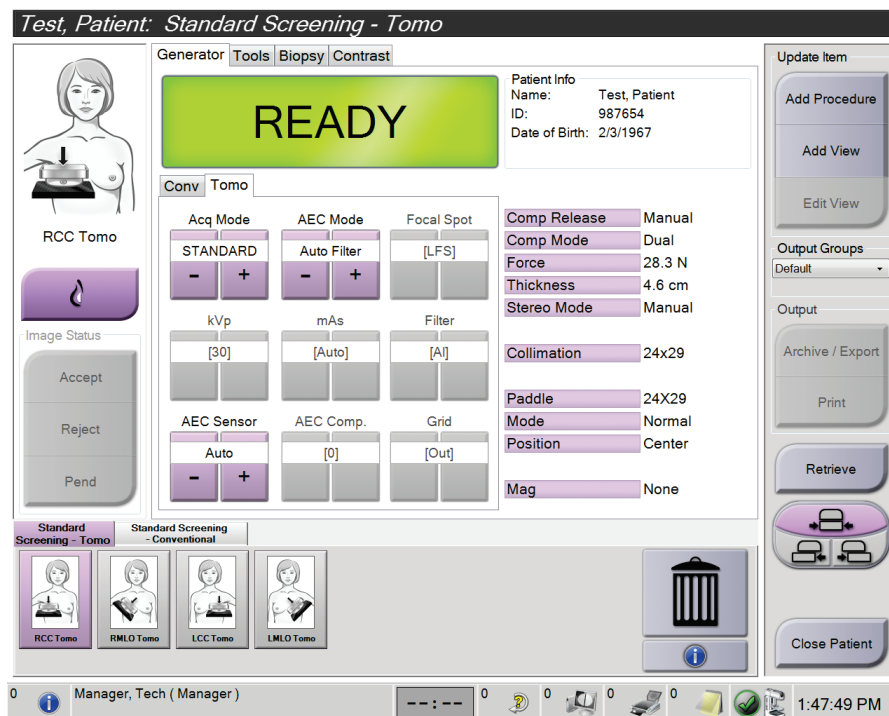 Test, Patient: Standard Screening - Tomo
Generator Tools Biopsy Contrast
READY
Patient Info
Name: Test, Patient
ID: 987654
Date of Birth: 2/3/1967
RCC Tomo
Image Status
Accept
Reject
Pend
Conv Tomo
Acq Mode AEC Mode Focal Spot
STANDARD Auto Filter [LFS]
- + - +
kVp mAs Filter
[30] [Auto] [Al]
AEC Sensor AEC Comp. Grid
Auto [0] [Out]
- +
Comp Release Manual
Comp Mode Dual
Force 28.3 N
Thickness 4.6 cm
Stereo Mode Manual
Collimation 24x29
Paddle 24X29
Mode Normal
Position Center
Mag None
Update Item
Add Procedure
Add View
Edit View
Output Groups
Default
Output
Archive / Export
Print
Retrieve
Close Patient
Standard
Screening - Tomo
Standard Screening
- Conventional
RCC Tomo RMLO Tomo LCC Tomo LMLO Tomo
0 Manager, Tech ( Manager ) --:-- 0 0 0 0 1:47:49 PM